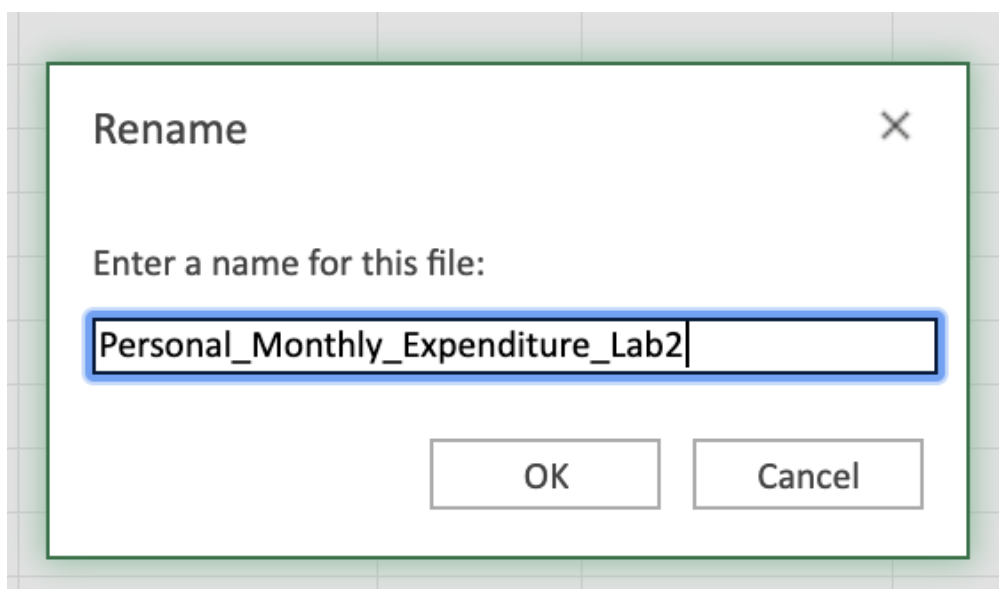 Rename
Enter a name for this file:
Personal_Monthly_Expenditure_Lab2
OK
Cancel